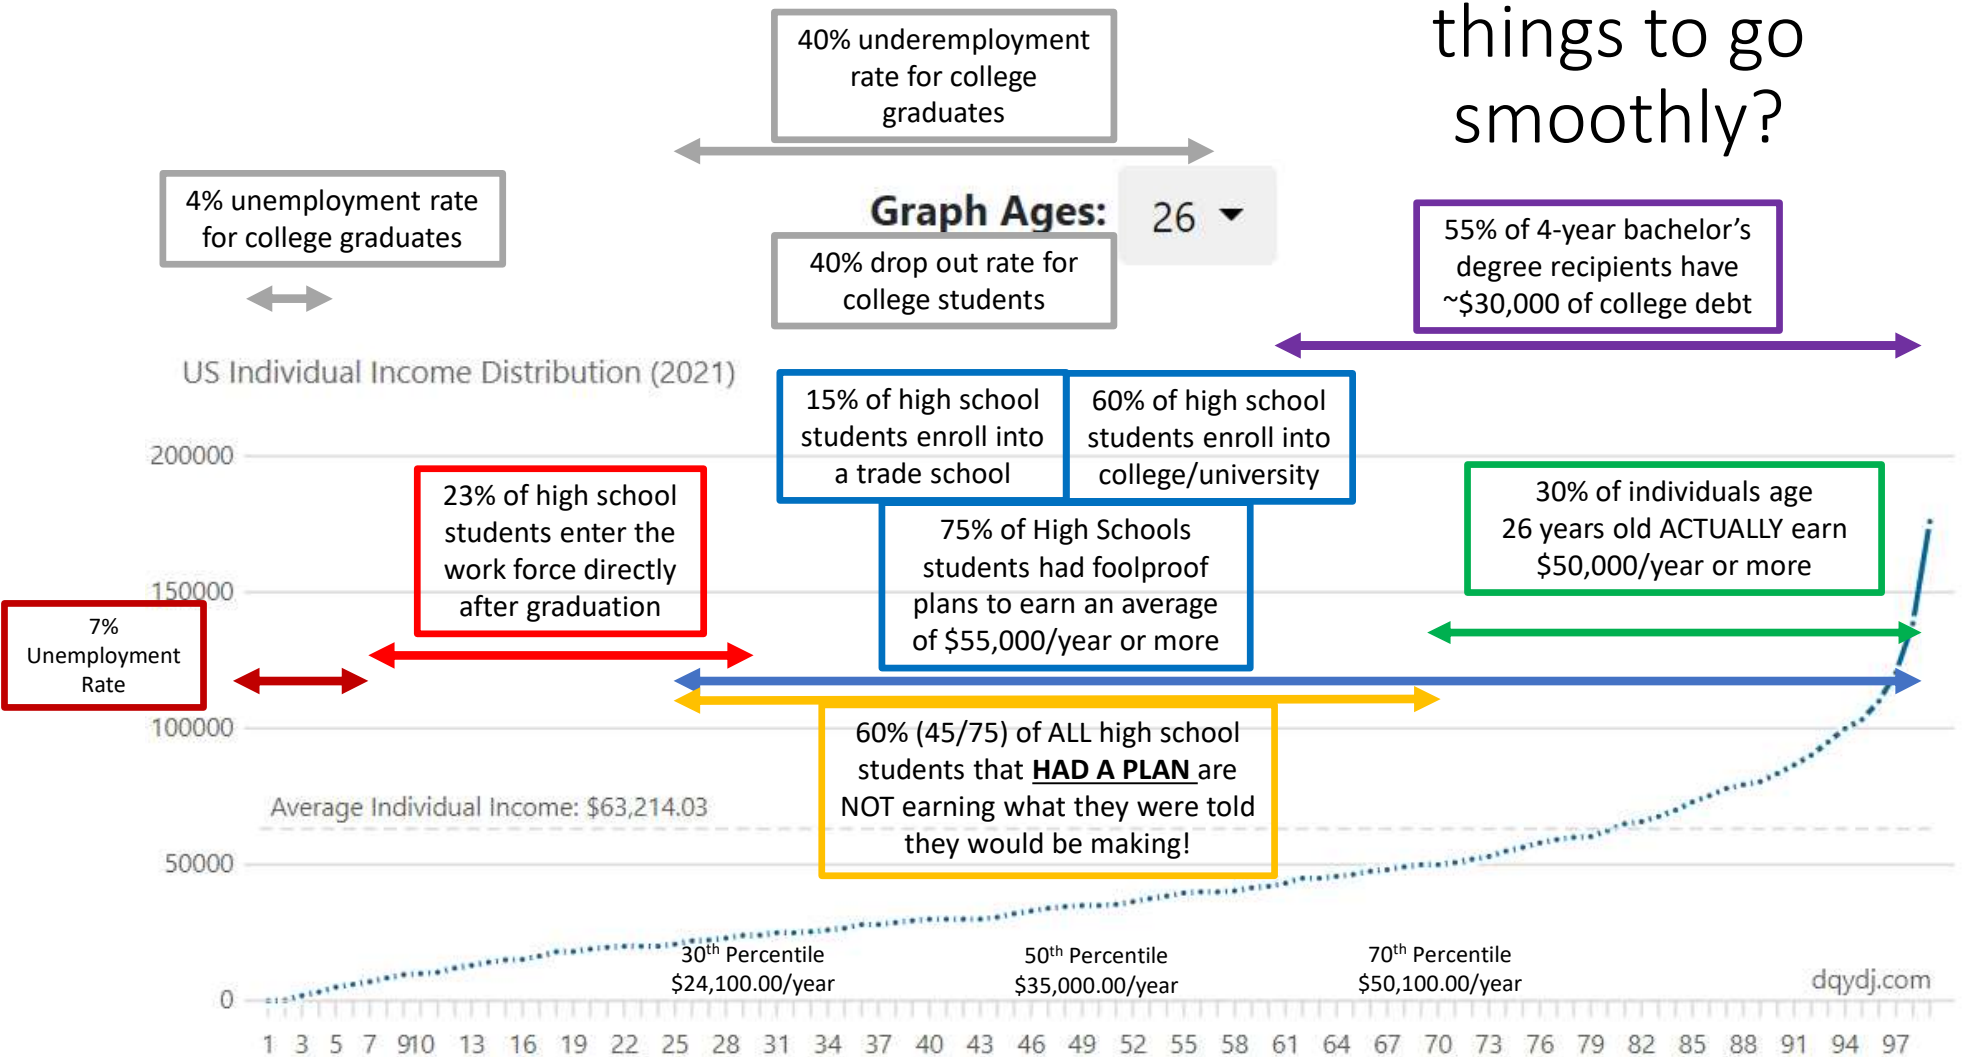 things to go
smoothly?
40% underemployment
rate for college
graduates
4% unemployment rate
for college graduates
Graph Ages: 26
40% drop out rate for
college students
55% of 4-year bachelor's
degree recipients have
~$30,000 of college debt
US Individual Income Distribution (2021)
15% of high school
students enroll into
a trade school
60% of high school
students enroll into
college/university
23% of high school
students enter the
work force directly
after graduation
75% of High Schools
students had foolproof
plans to earn an average
of $55,000/year or more
30% of individuals age
26 years old ACTUALLY earn
$50,000/year or more
7%
Unemployment
Rate
60% (45/75) of ALL high school
students that HAD A PLAN are
NOT earning what they were told
they would be making!
Average Individual Income: $63,214.03
200000
150000
100000
50000
0
30th Percentile
$24,100.00/year
50th Percentile
$35,000.00/year
70th Percentile
$50,100.00/year
dqydj.com
1 3 5 7 9 10 13 16 19 22 25 28 31 34 37 40 43 46 49 52 55 58 61 64 67 70 73 76 79 82 85 88 91 94 97